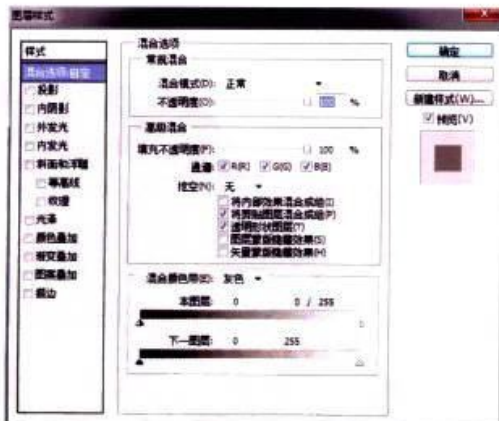 图层样式
样式
混合选项:自定
投影
内阴影
外发光
内发光
斜面和浮雕
等高线
纹理
光泽
颜色叠加
渐变叠加
图案叠加
描边
混合选项
常规混合
混合模式(D): 正常
不透明度(O): 100 %
高级混合
填充不透明度(F): 100 %
通道: R(R) G(G) B(B)
挖空(N): 无
将内部效果混合成组(I)
将剪贴图层混合成组(P)
透明形状图层(T)
图层蒙版隐藏效果(S)
矢量蒙版隐藏效果(H)
混合颜色带(E): 灰色
本图层: 0 0 / 255
下一图层: 0 255
确定
取消
新建样式(W)...
预览(V)